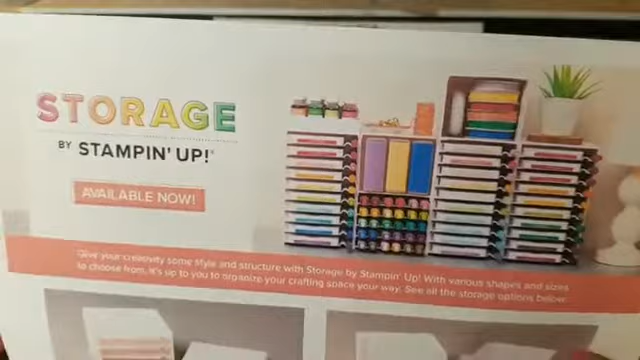 STORAGE
BY STAMPIN' UP!®
AVAILABLE NOW!
Give your creativity some style and structure with Storage by Stampin' Up! With various shapes and sizes
to choose from, it's up to you to organize your crafting space your way. See all the storage options below.